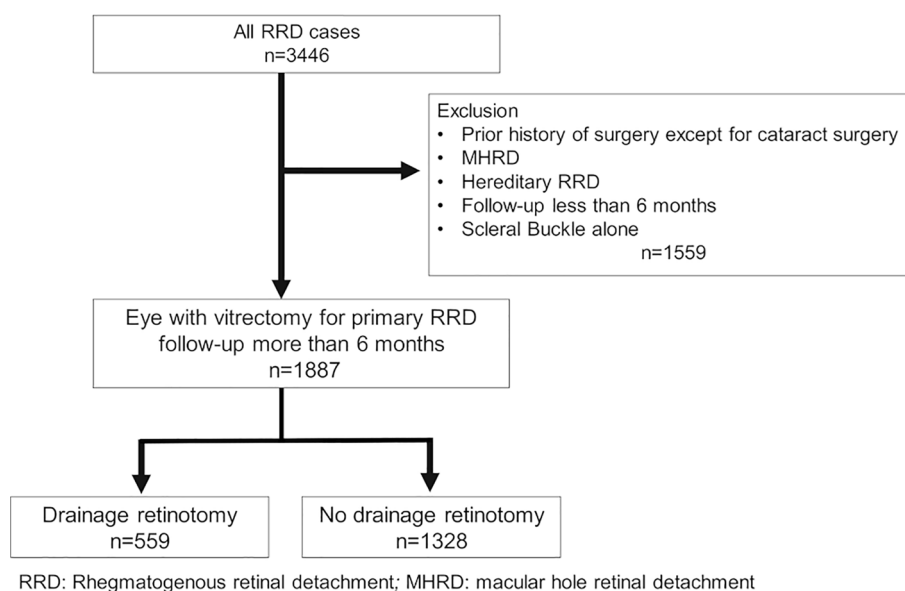 All RRD cases
n=3446
Exclusion
• Prior history of surgery except for cataract surgery
• MHRD
• Hereditary RRD
• Follow-up less than 6 months
• Scleral Buckle alone
n=1559
Eye with vitrectomy for primary RRD
follow-up more than 6 months
n=1887
Drainage retinotomy
n=559
No drainage retinotomy
n=1328
RRD: Rhegmatogenous retinal detachment; MHRD: macular hole retinal detachment